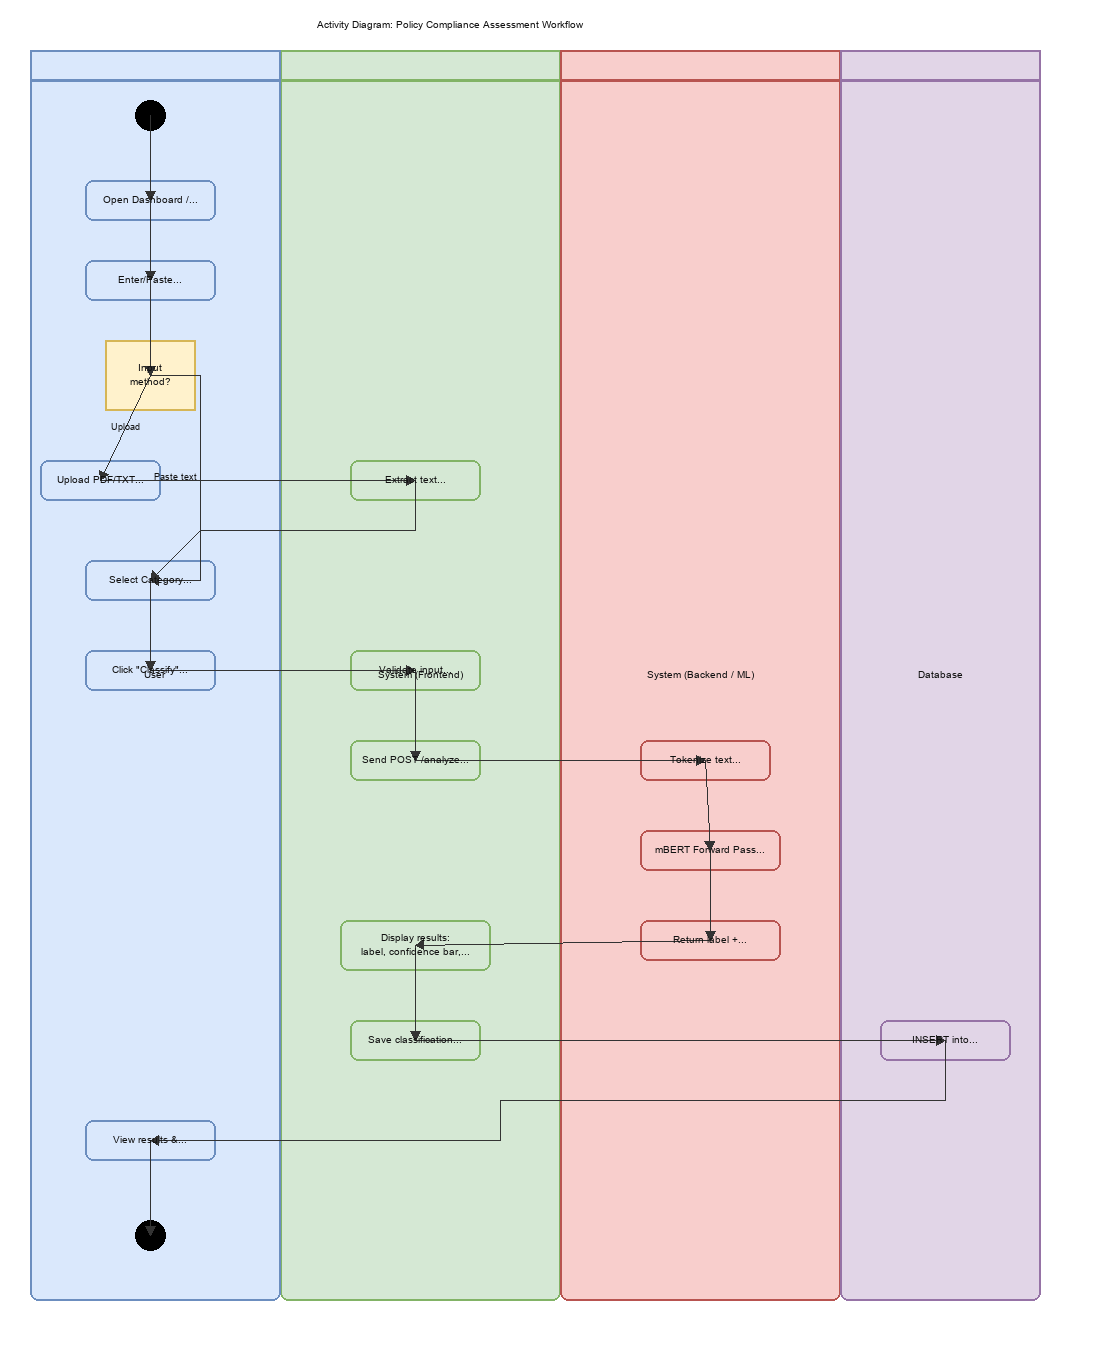 Activity Diagram: Policy Compliance Assessment Workflow
Open Dashboard /...
Enter/Paste...
Input
method?
Upload
Upload PDF/TXT...
Paste text
Extract text...
Select Category...
Click "Classify"...
User
Validate input...
System (Frontend)
System (Backend / ML)
Database
Send POST /analyze...
Tokenize text...
mBERT Forward Pass...
Display results:
label, confidence bar,...
Return label +...
Save classification...
INSERT into...
View results &...